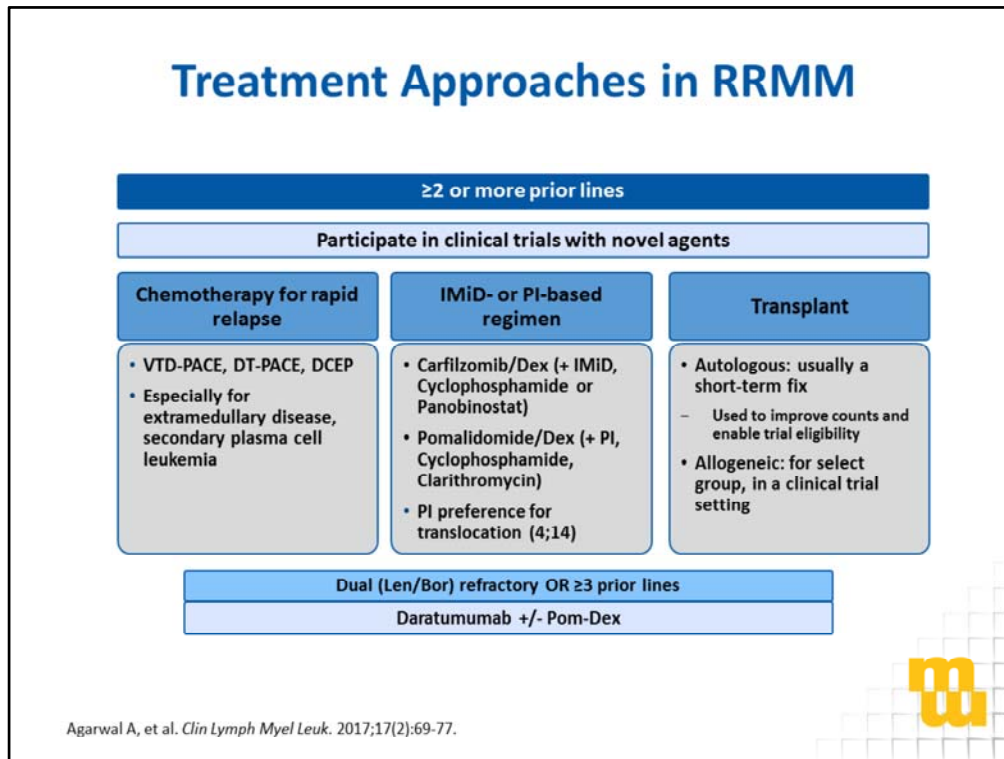 Treatment Approaches in RRMM
≥2 or more prior lines
Participate in clinical trials with novel agents
Chemotherapy for rapid
relapse
• VTD-PACE, DT-PACE, DCEP
• Especially for
extramedullary disease,
secondary plasma cell
leukemia
IMiD- or PI-based
regimen
• Carfilzomib/Dex (+ IMiD,
Cyclophosphamide or
Panobinostat)
• Pomalidomide/Dex (+ PI,
Cyclophosphamide,
Clarithromycin)
• PI preference for
translocation (4;14)
Transplant
• Autologous: usually a
short-term fix
– Used to improve counts and
enable trial eligibility
• Allogeneic: for select
group, in a clinical trial
setting
Dual (Len/Bor) refractory OR ≥3 prior lines
Daratumumab +/- Pom-Dex
Agarwal A, et al. Clin Lymph Myel Leuk. 2017;17(2):69-77.